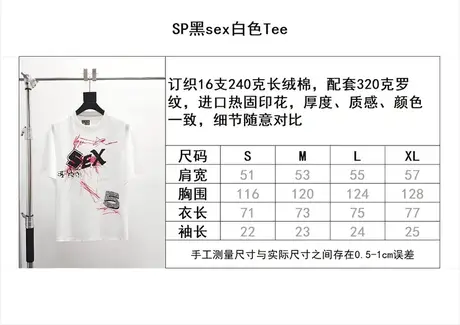 SP黑sex白色Tee
订织16支240克长绒棉，配套320克罗
纹，进口热固印花，厚度、质感、颜色
一致，细节随意对比
尺码 S M L XL
肩宽 51 53 55 57
胸围 116 120 124 128
衣长 71 73 75 77
袖长 22 23 24 25
手工测量尺寸与实际尺寸之间存在0.5-1cm误差
SEX